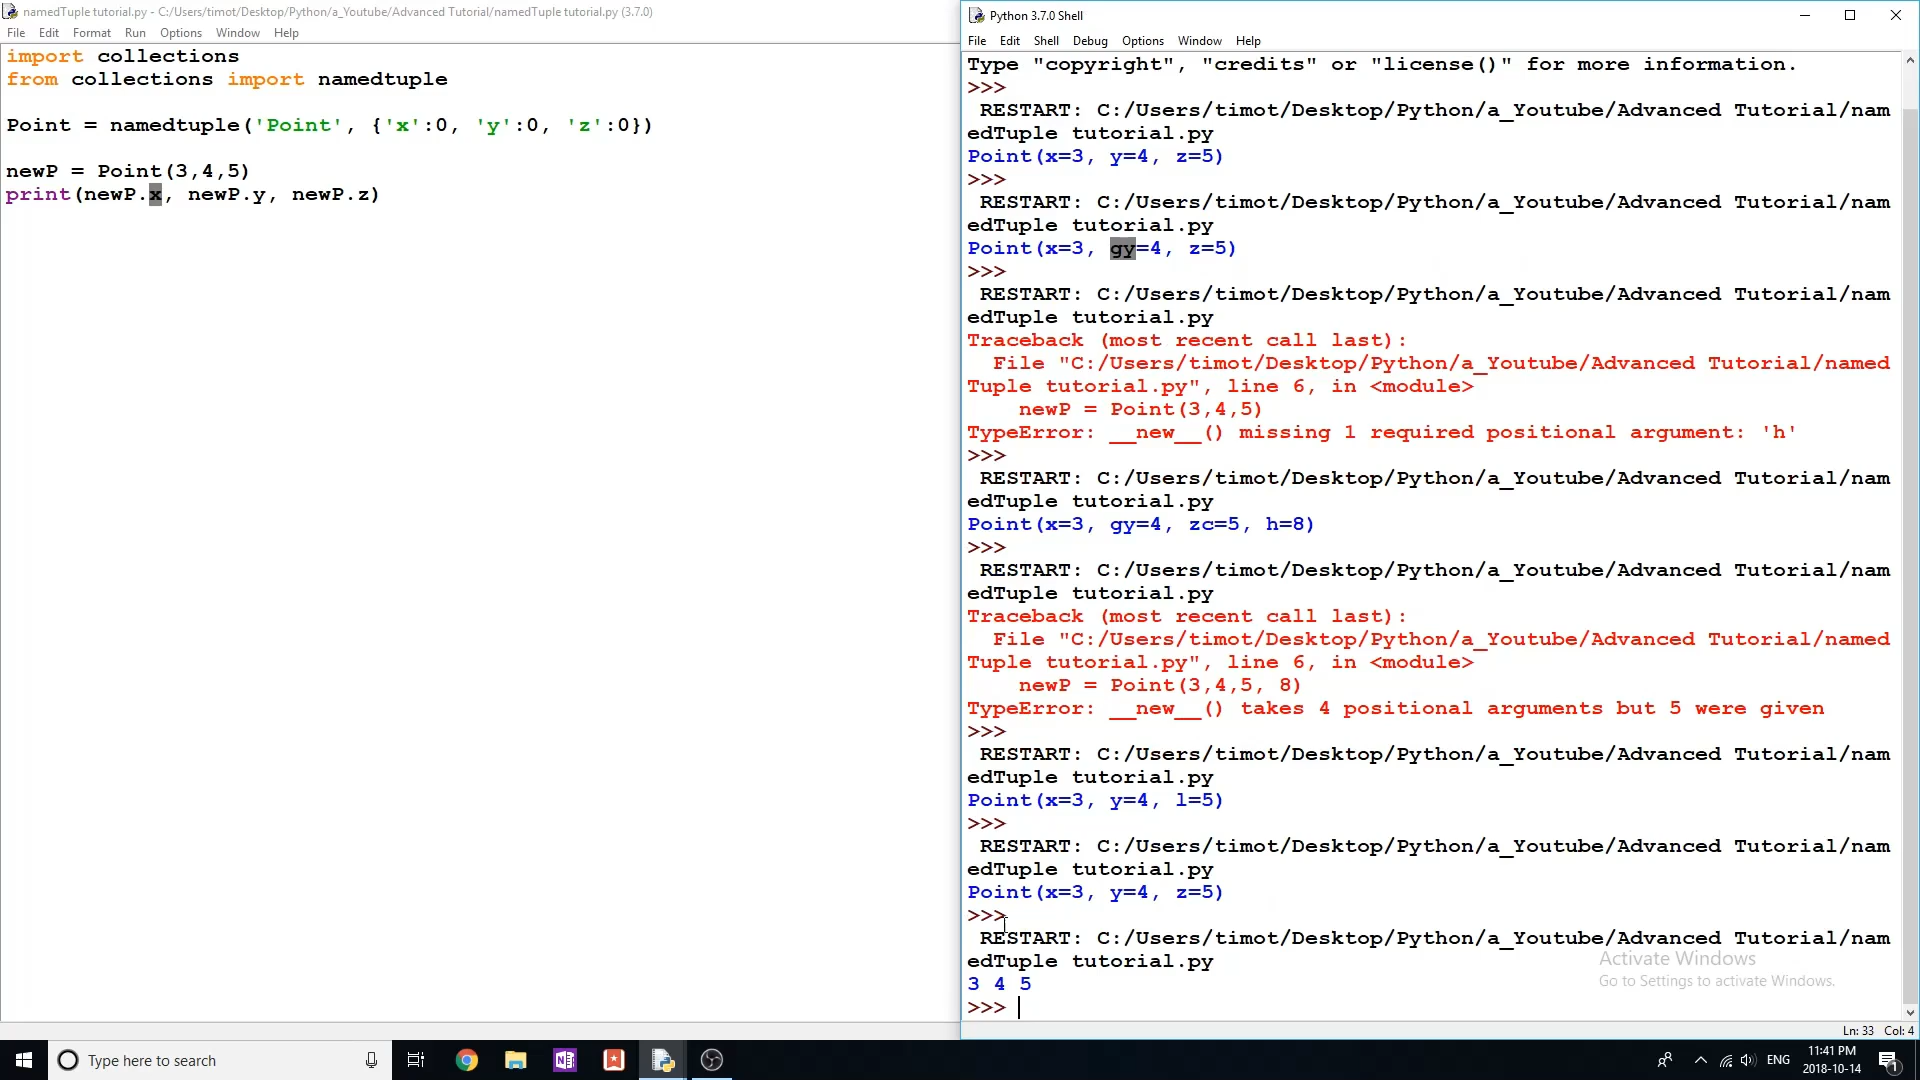 namedTuple tutorial.py - C:/Users/timot/Desktop/Python/a_Youtube/Advanced Tutorial/namedTuple tutorial.py (3.7.0)
File Edit Format Run Options Window Help
import collections
from collections import namedtuple
Point = namedtuple('Point', {'x':0, 'y':0, 'z':0})
newP = Point(3,4,5)
print(newP.x, newP.y, newP.z)
Python 3.7.0 Shell
File Edit Shell Debug Options Window Help
Type "copyright", "credits" or "license()" for more information.
>>>
RESTART: C:/Users/timot/Desktop/Python/a_Youtube/Advanced Tutorial/nam
edTuple tutorial.py
Point(x=3, y=4, z=5)
>>>
RESTART: C:/Users/timot/Desktop/Python/a_Youtube/Advanced Tutorial/nam
edTuple tutorial.py
Point(x=3, gy=4, z=5)
>>>
RESTART: C:/Users/timot/Desktop/Python/a_Youtube/Advanced Tutorial/nam
edTuple tutorial.py
Traceback (most recent call last):
File "C:/Users/timot/Desktop/Python/a_Youtube/Advanced Tutorial/named
Tuple tutorial.py", line 6, in <module>
newP = Point(3,4,5)
TypeError: __new__() missing 1 required positional argument: 'h'
>>>
RESTART: C:/Users/timot/Desktop/Python/a_Youtube/Advanced Tutorial/nam
edTuple tutorial.py
Point(x=3, gy=4, zc=5, h=8)
>>>
RESTART: C:/Users/timot/Desktop/Python/a_Youtube/Advanced Tutorial/nam
edTuple tutorial.py
Traceback (most recent call last):
File "C:/Users/timot/Desktop/Python/a_Youtube/Advanced Tutorial/named
Tuple tutorial.py", line 6, in <module>
newP = Point(3,4,5, 8)
TypeError: __new__() takes 4 positional arguments but 5 were given
>>>
RESTART: C:/Users/timot/Desktop/Python/a_Youtube/Advanced Tutorial/nam
edTuple tutorial.py
Point(x=3, y=4, l=5)
>>>
RESTART: C:/Users/timot/Desktop/Python/a_Youtube/Advanced Tutorial/nam
edTuple tutorial.py
Point(x=3, y=4, z=5)
>>>
RESTART: C:/Users/timot/Desktop/Python/a_Youtube/Advanced Tutorial/nam
edTuple tutorial.py
3 4 5
>>>
Activate Windows
Go to Settings to activate Windows.
Ln: 33 Col: 4
Type here to search
ENG
11:41 PM
2018-10-14
1